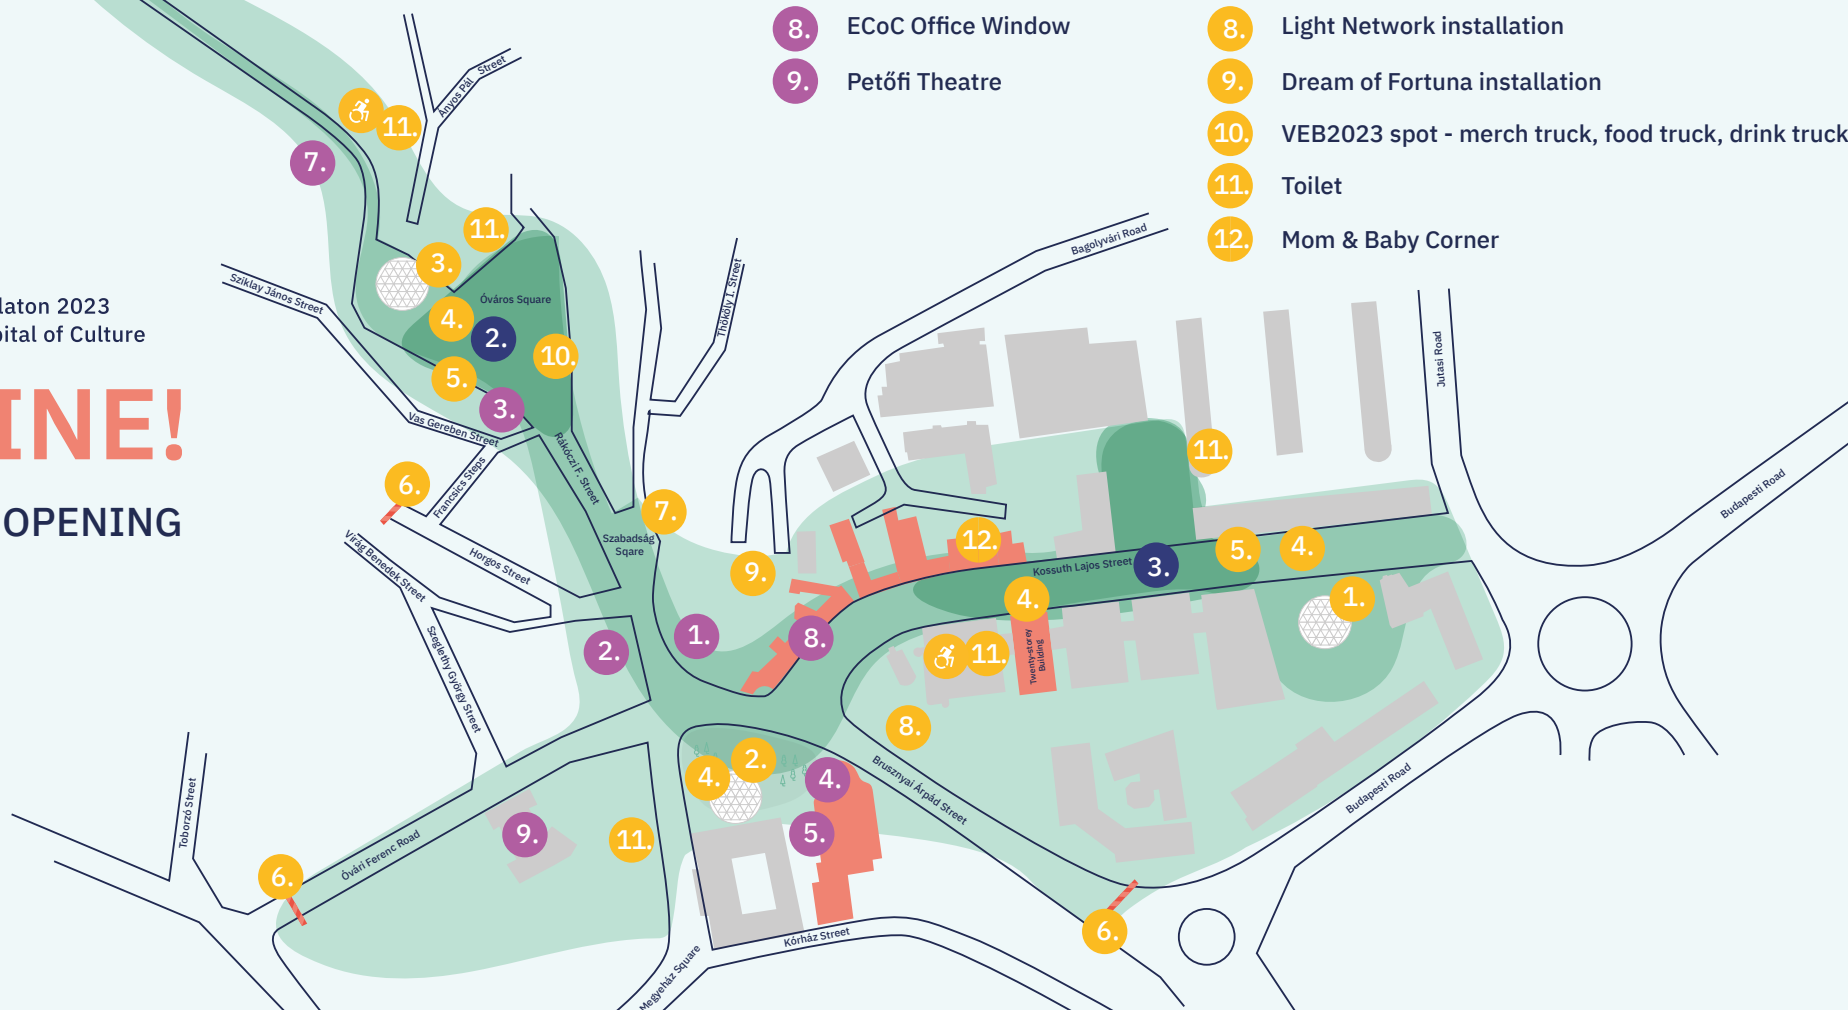 8. ECoC Office Window
9. Petőfi Theatre
8. Light Network installation
9. Dream of Fortuna installation
10. VEB2023 spot - merch truck, food truck, drink truck
11. Toilet
12. Mom & Baby Corner
laton 2023
pital of Culture
INE!
OPENING
Anyos Pál Street
11.
7.
11.
3.
Sziklay János Street
Óváros Square
4.
2.
10.
5.
3.
Vas Gereben Street
Rákóczi F. Street
Thököly I. Street
Bagolyvári Road
Jutasi Road
Budapesti Road
6.
Francsics Steps
Virág Benedek Street
Horgos Street
7.
Szabadság
Sqare
9.
12.
11.
Kossuth Lajos Street
3.
5.
4.
4.
1.
Szeglethy György Street
2.
1.
8.
11.
Twenty-storey
Building
8.
Brusznyai Árpád Street
Budapesti Road
4.
2.
4.
5.
Toborzó Street
Óvári Ferenc Road
9.
11.
6.
6.
Kórház Street
Megyeház Square